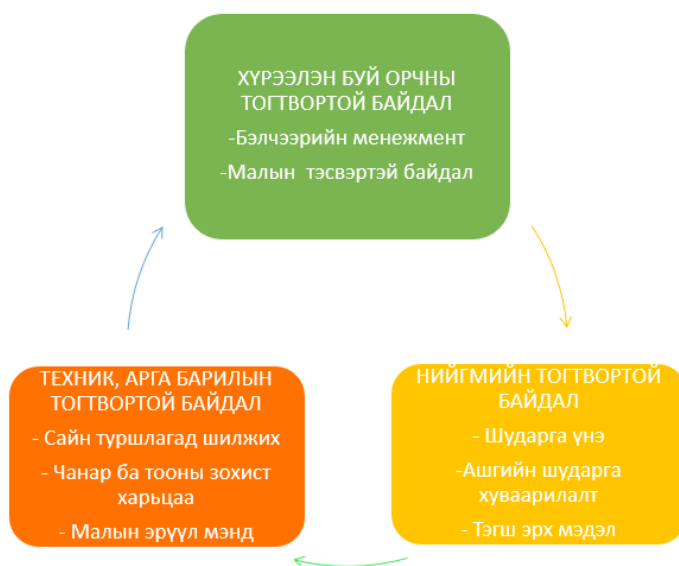 ХҮРЭЭЛЭН БУЙ ОРЧНЫ
ТОГТВОРТОЙ БАЙДАЛ
-Бэлчээрийн менежмент
-Малын тэсвэртэй байдал
ТЕХНИК, АРГА БАРИЛЫН
ТОГТВОРТОЙ БАЙДАЛ
- Сайн туршлагад шилжих
- Чанар ба тооны зохист
харьцаа
- Малын эрүүл мэнд
НИЙГМИЙН ТОГТВОРТОЙ
БАЙДАЛ
- Шударга үнэ
-Ашгийн шударга
хуваарилалт
- Тэгш эрх мэдэл